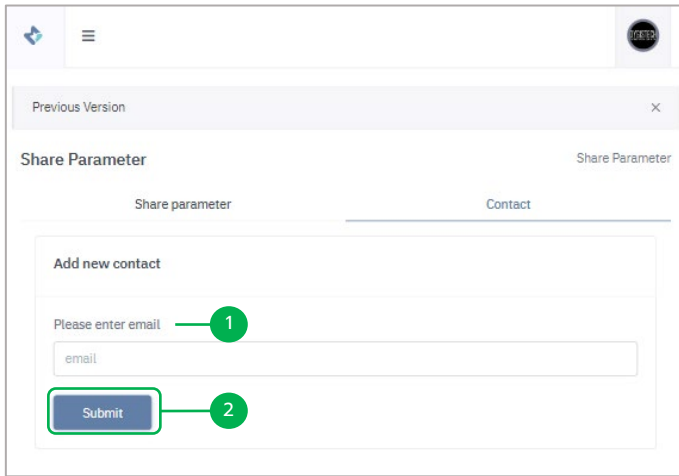 Previous Version
Share Parameter
Share Parameter
Share parameter
Contact
Add new contact
Please enter email
1
email
Submit
2